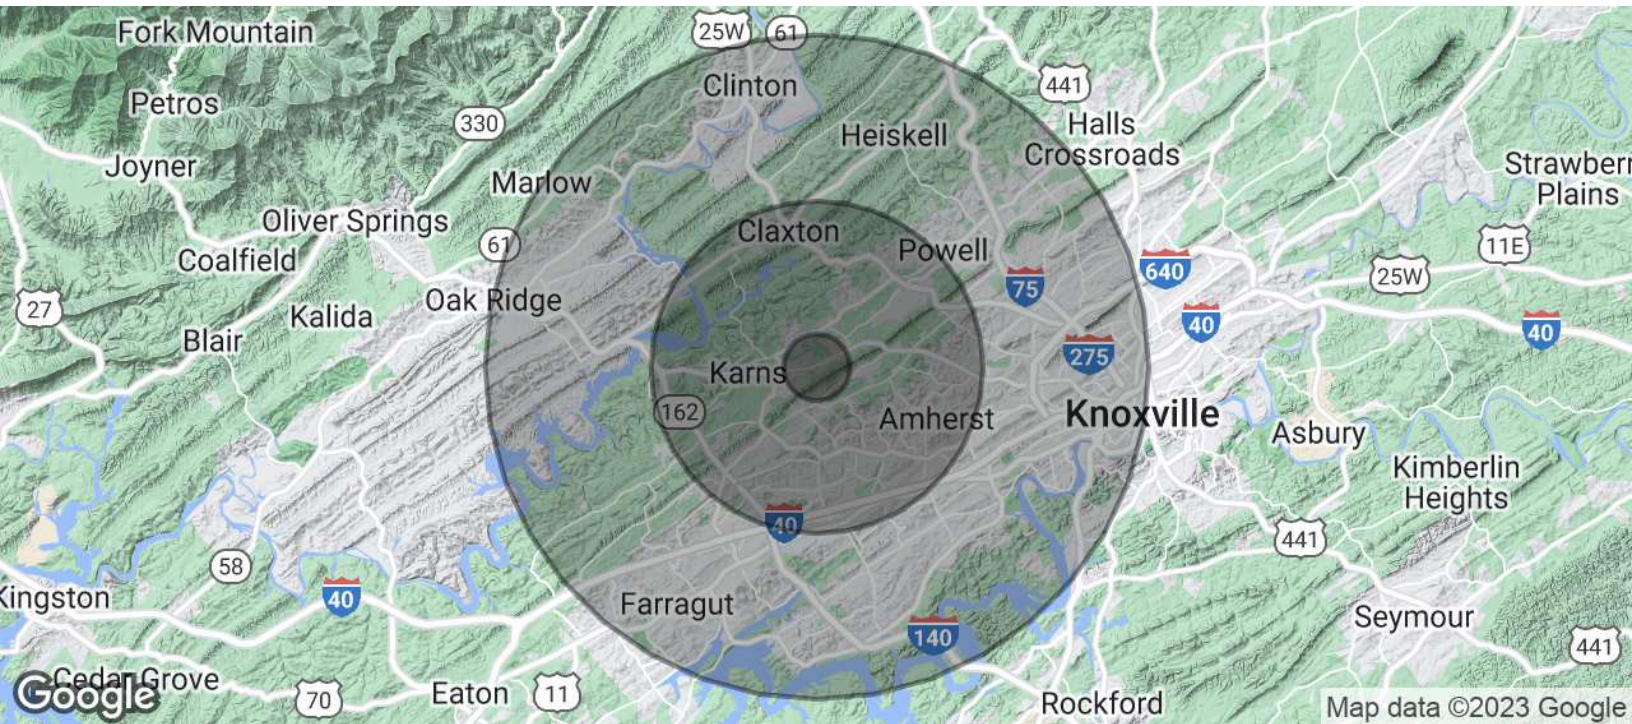 Fork Mountain
25W
61
Clinton
441
Petros
330
Heiskell
Halls
Crossroads
Joyner
Marlow
Strawberr
Plains
Oliver Springs
61
Claxton
Powell
11E
Coalfield
640
25W
75
27
Kalida
Oak Ridge
40
40
Blair
275
Karns
162
Amherst
Knoxville
Asbury
Kimberlin
Heights
40
441
58
40
Kingston
Farragut
Seymour
140
441
Cedar Grove
Google
70
Eaton
11
Rockford
Map data ©2023 Google